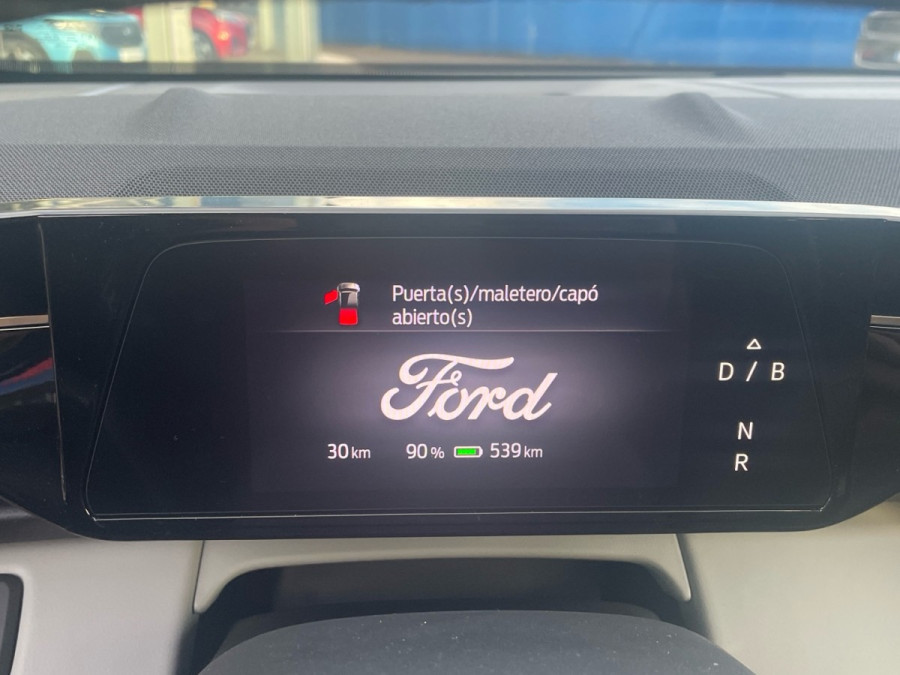 Puerta(s)/maletero/capó
abierto(s)
Ford
30 km 90 % 539 km
D / B
N
R